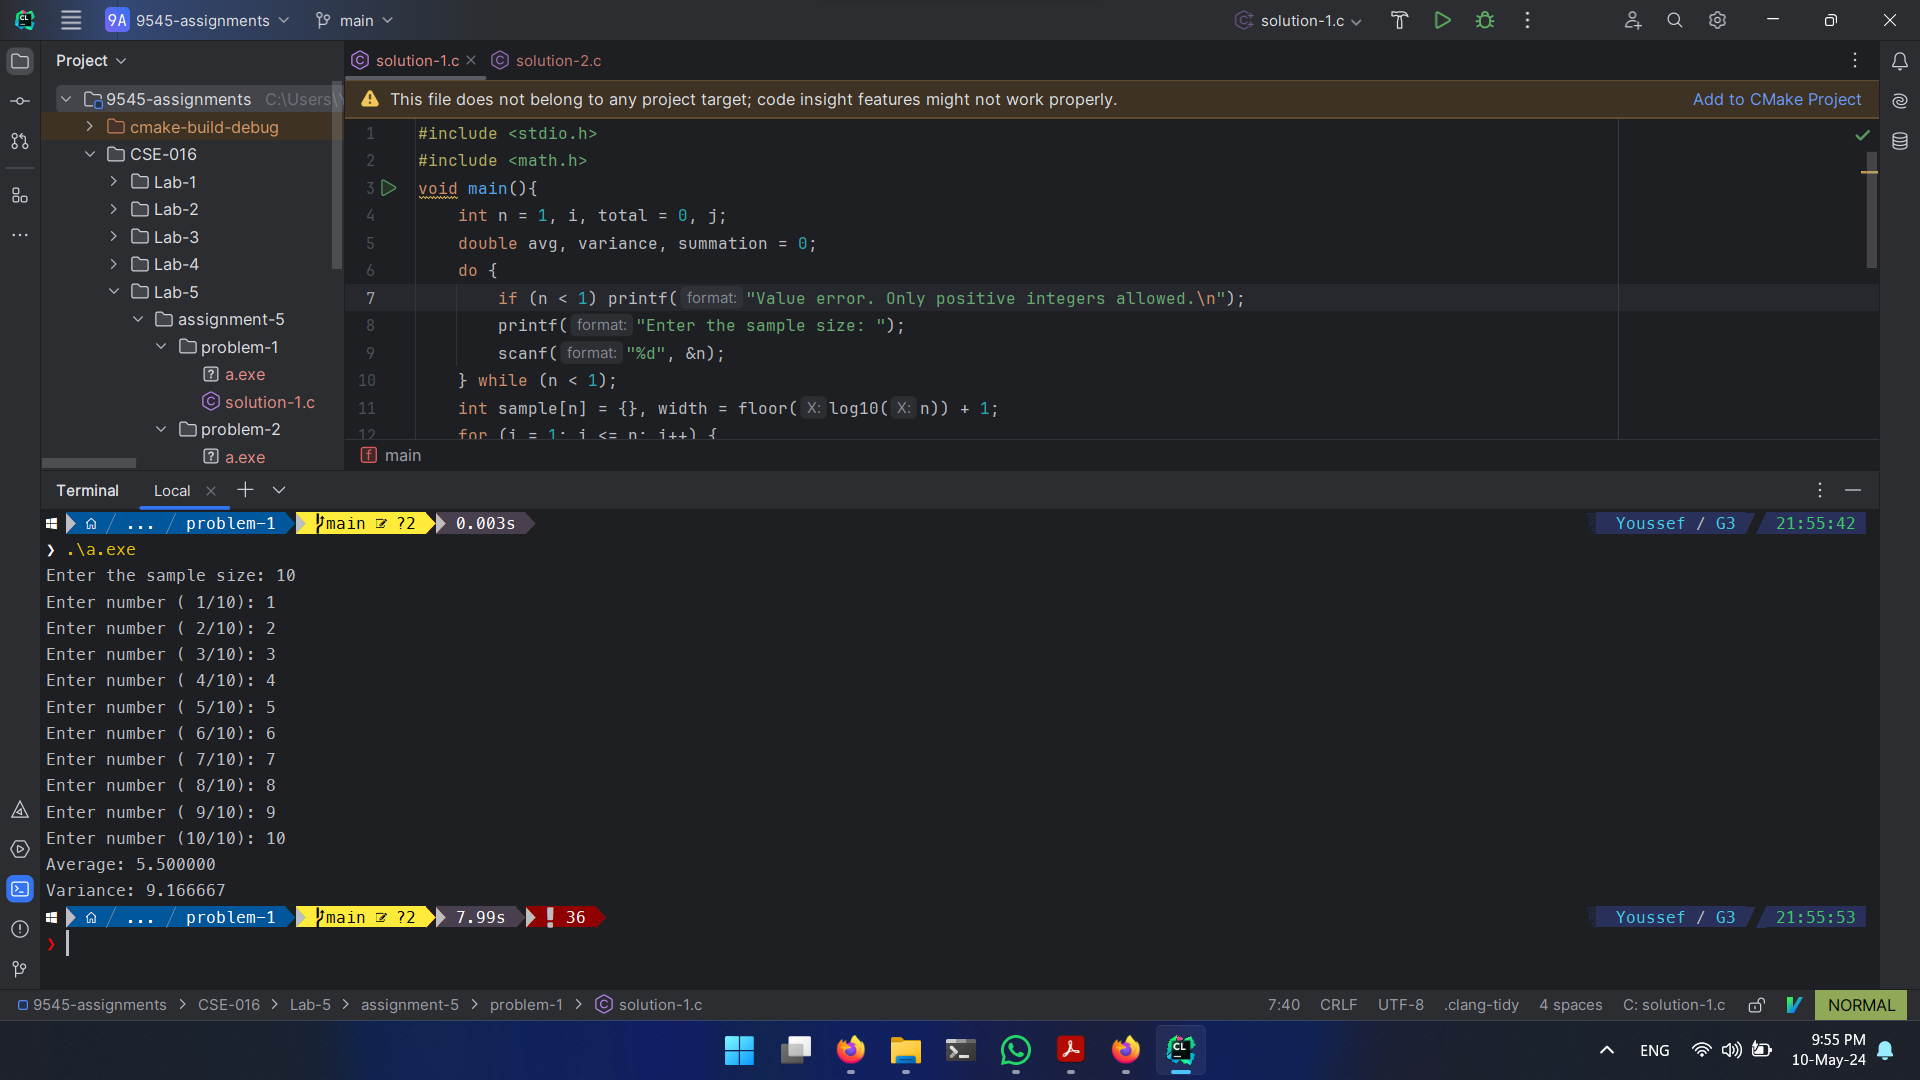 9A 9545-assignments main solution-1.c
Project
solution-1.c solution-2.c
9545-assignments C:\Users\Y
cmake-build-debug
CSE-016
Lab-1
Lab-2
Lab-3
Lab-4
Lab-5
assignment-5
problem-1
a.exe
solution-1.c
problem-2
a.exe
This file does not belong to any project target; code insight features might not work properly. Add to CMake Project
1 #include <stdio.h>
2 #include <math.h>
3 void main(){
4 int n = 1, i, total = 0, j;
5 double avg, variance, summation = 0;
6 do {
7 if (n < 1) printf( format: "Value error. Only positive integers allowed.\n");
8 printf( format: "Enter the sample size: ");
9 scanf( format: "%d", &n);
10 } while (n < 1);
11 int sample[n] = {}, width = floor( X: log10( X: n)) + 1;
12 for (i = 1; i <= n; i++) {
main
Terminal Local
/ ... / problem-1 main ?2 0.003s Youssef / G3 21:55:42
❯ .\a.exe
Enter the sample size: 10
Enter number ( 1/10): 1
Enter number ( 2/10): 2
Enter number ( 3/10): 3
Enter number ( 4/10): 4
Enter number ( 5/10): 5
Enter number ( 6/10): 6
Enter number ( 7/10): 7
Enter number ( 8/10): 8
Enter number ( 9/10): 9
Enter number (10/10): 10
Average: 5.500000
Variance: 9.166667
/ ... / problem-1 main ?2 7.99s ! 36 Youssef / G3 21:55:53
❯
9545-assignments > CSE-016 > Lab-5 > assignment-5 > problem-1 > solution-1.c 7:40 CRLF UTF-8 .clang-tidy 4 spaces C: solution-1.c NORMAL
CL ENG 9:55 PM
10-May-24